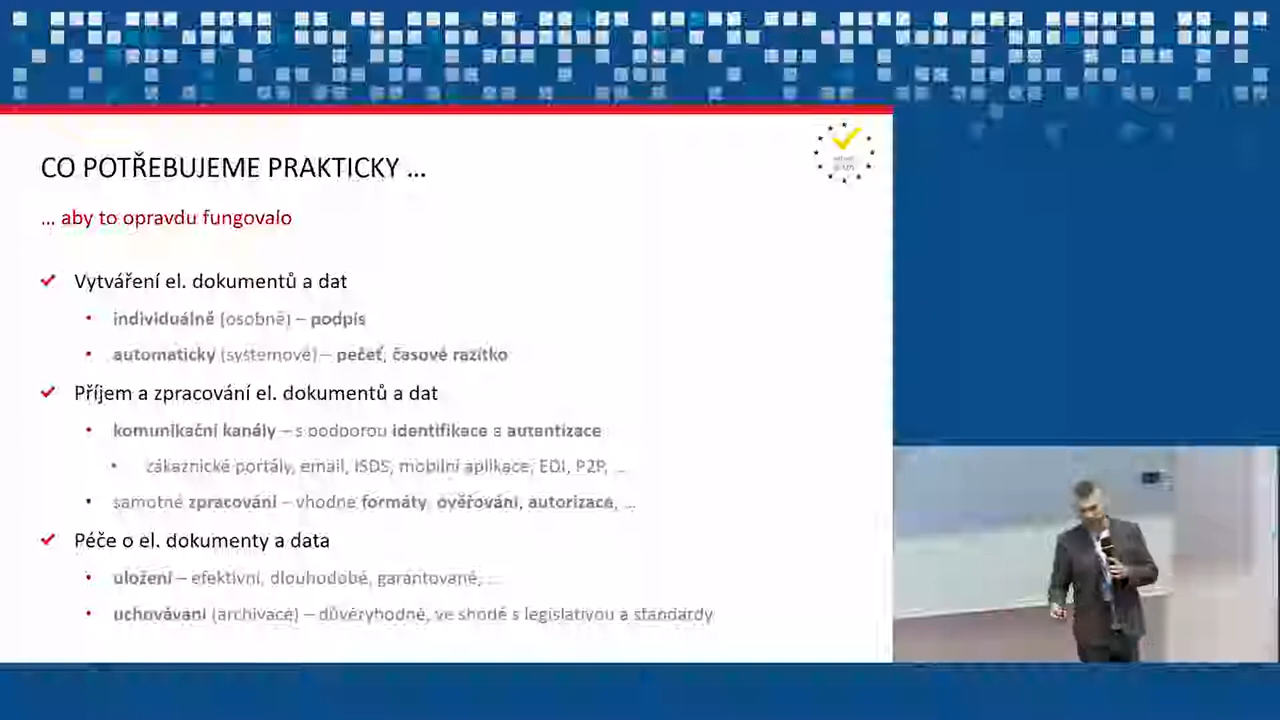 CO POTŘEBUJEME PRAKTICKY ...
... aby to opravdu fungovalo
Vytváření el. dokumentů a dat
individuálně (osobně) – podpis
automaticky (systémově) – pečeť, časové razítko
Příjem a zpracování el. dokumentů a dat
komunikační kanály – s podporou identifikace a autentizace
zákaznické portály, email, ISDS, mobilní aplikace, EDI, P2P, ...
samotné zpracování – vhodné formáty, ověřování, autorizace, ...
Péče o el. dokumenty a data
uložení – efektivní, dlouhodobé, garantované, ...
uchovávaní (archivace) – důvěryhodné, ve shodě s legislativou a standardy